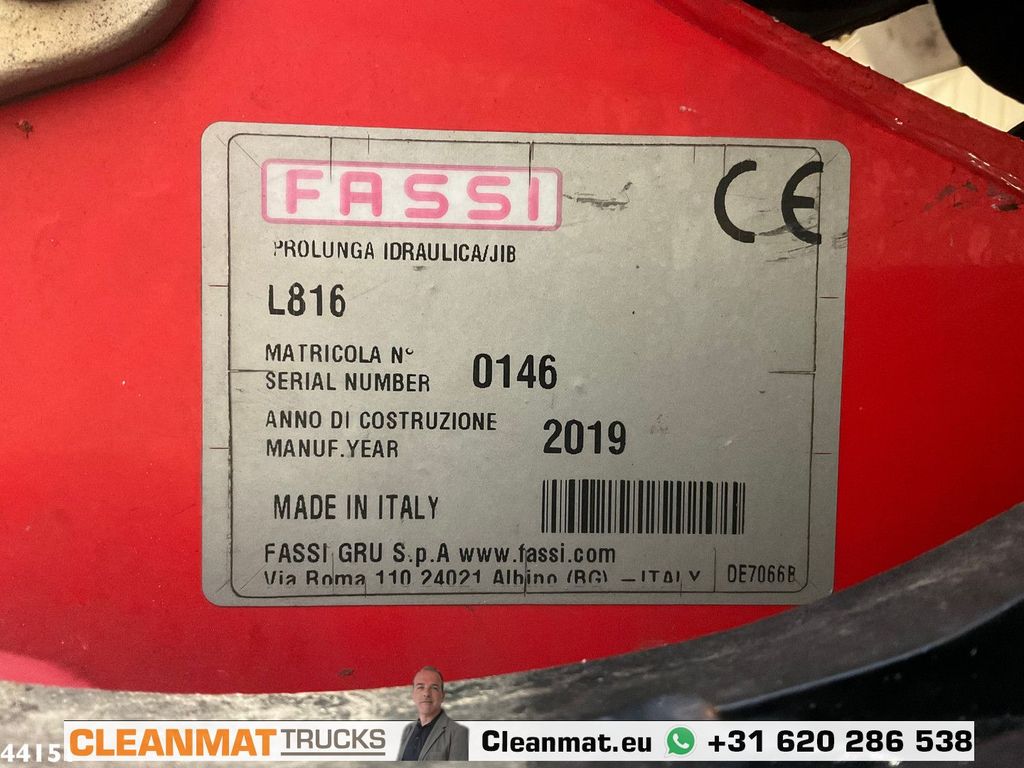 FASSI
CE
PROLUNGA IDRAULICA/JIB
L816
MATRICOLA N°
SERIAL NUMBER 0146
ANNO DI COSTRUZIONE
MANUF.YEAR 2019
MADE IN ITALY
FASSI GRU S.p.A www.fassi.com
Via Roma 110 24021 Albino (BG) – ITALY
DE7066B
4415
CLEANMAT TRUCKS
Cleanmat.eu +31 620 286 538